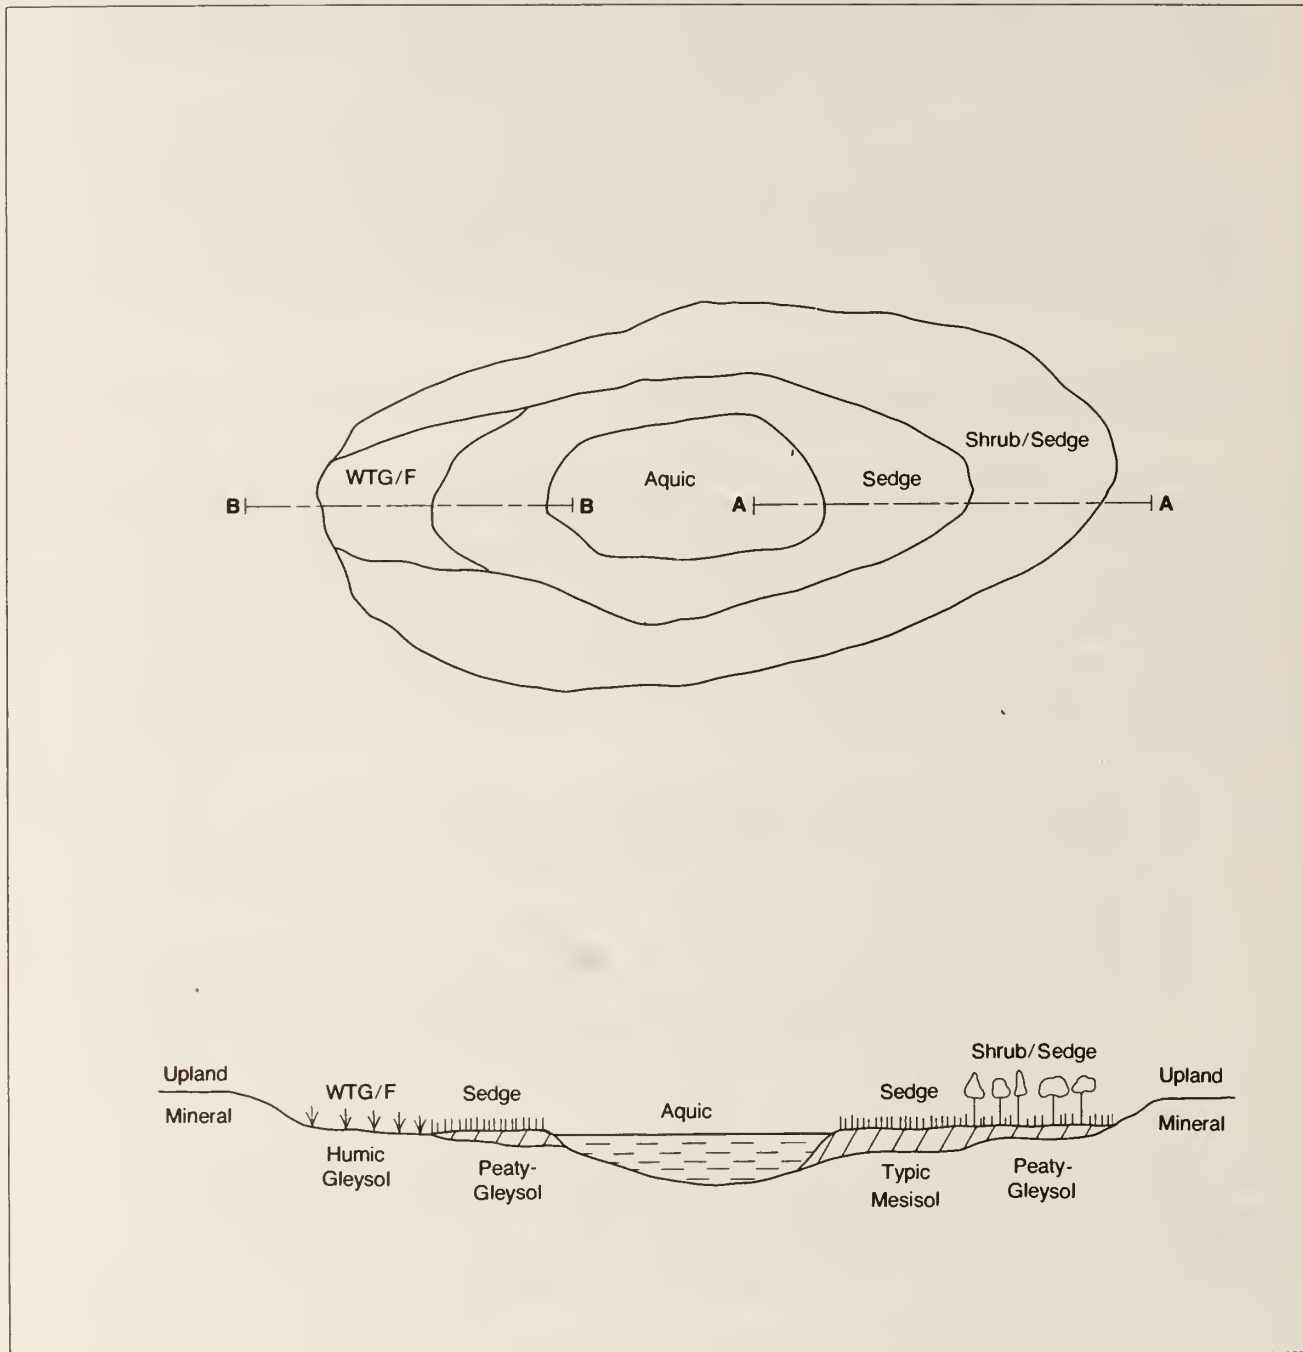 Shrub/Sedge
WTG/F
Aquic
Sedge
B
B
A
A
Shrub/Sedge
Upland
WTG/F
Sedge
Aquic
Sedge
Upland
Mineral
Mineral
Humic
Gleysol
Peaty-
Gleysol
Typic
Mesisol
Peaty-
Gleysol